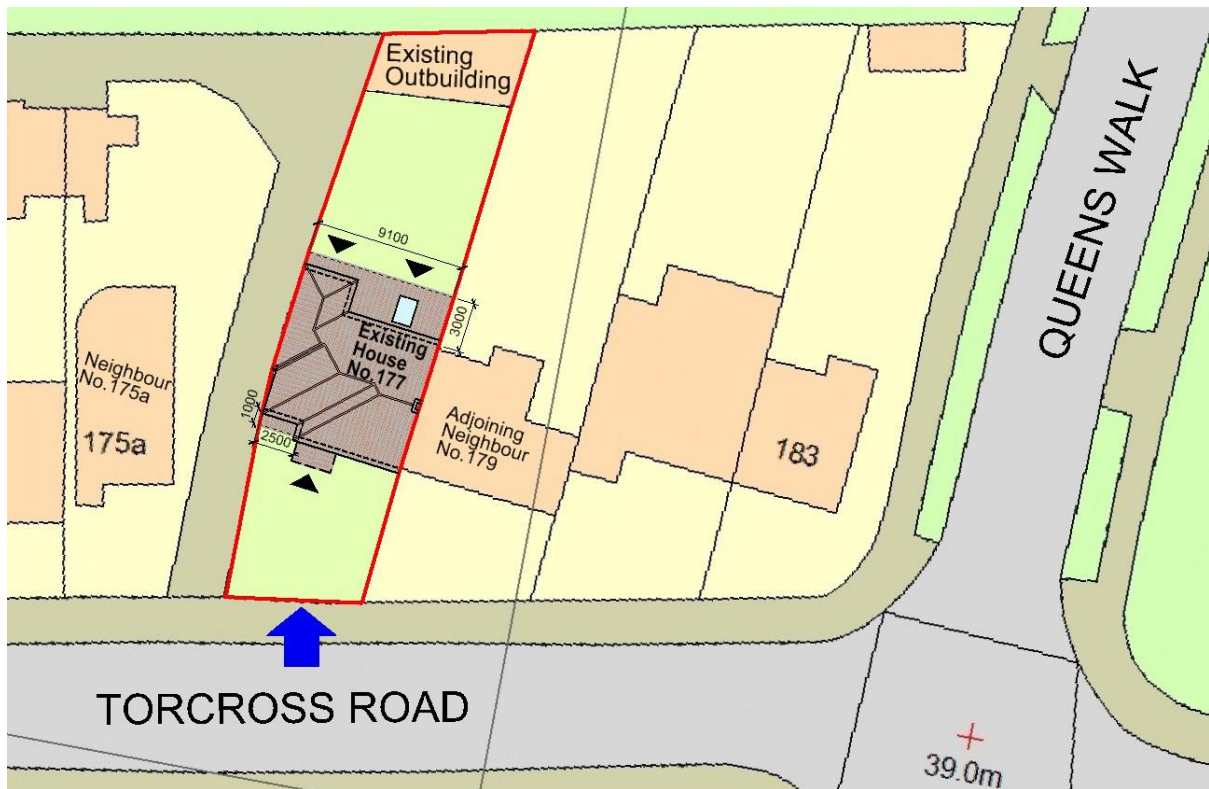 Existing
Outbuilding
QUEENS WALK
9100
3000
Existing
House
No.177
Neighbour
No.175a
175a
1000
2500
Adjoining
Neighbour
No.179
183
TORCROSS ROAD
39.0m